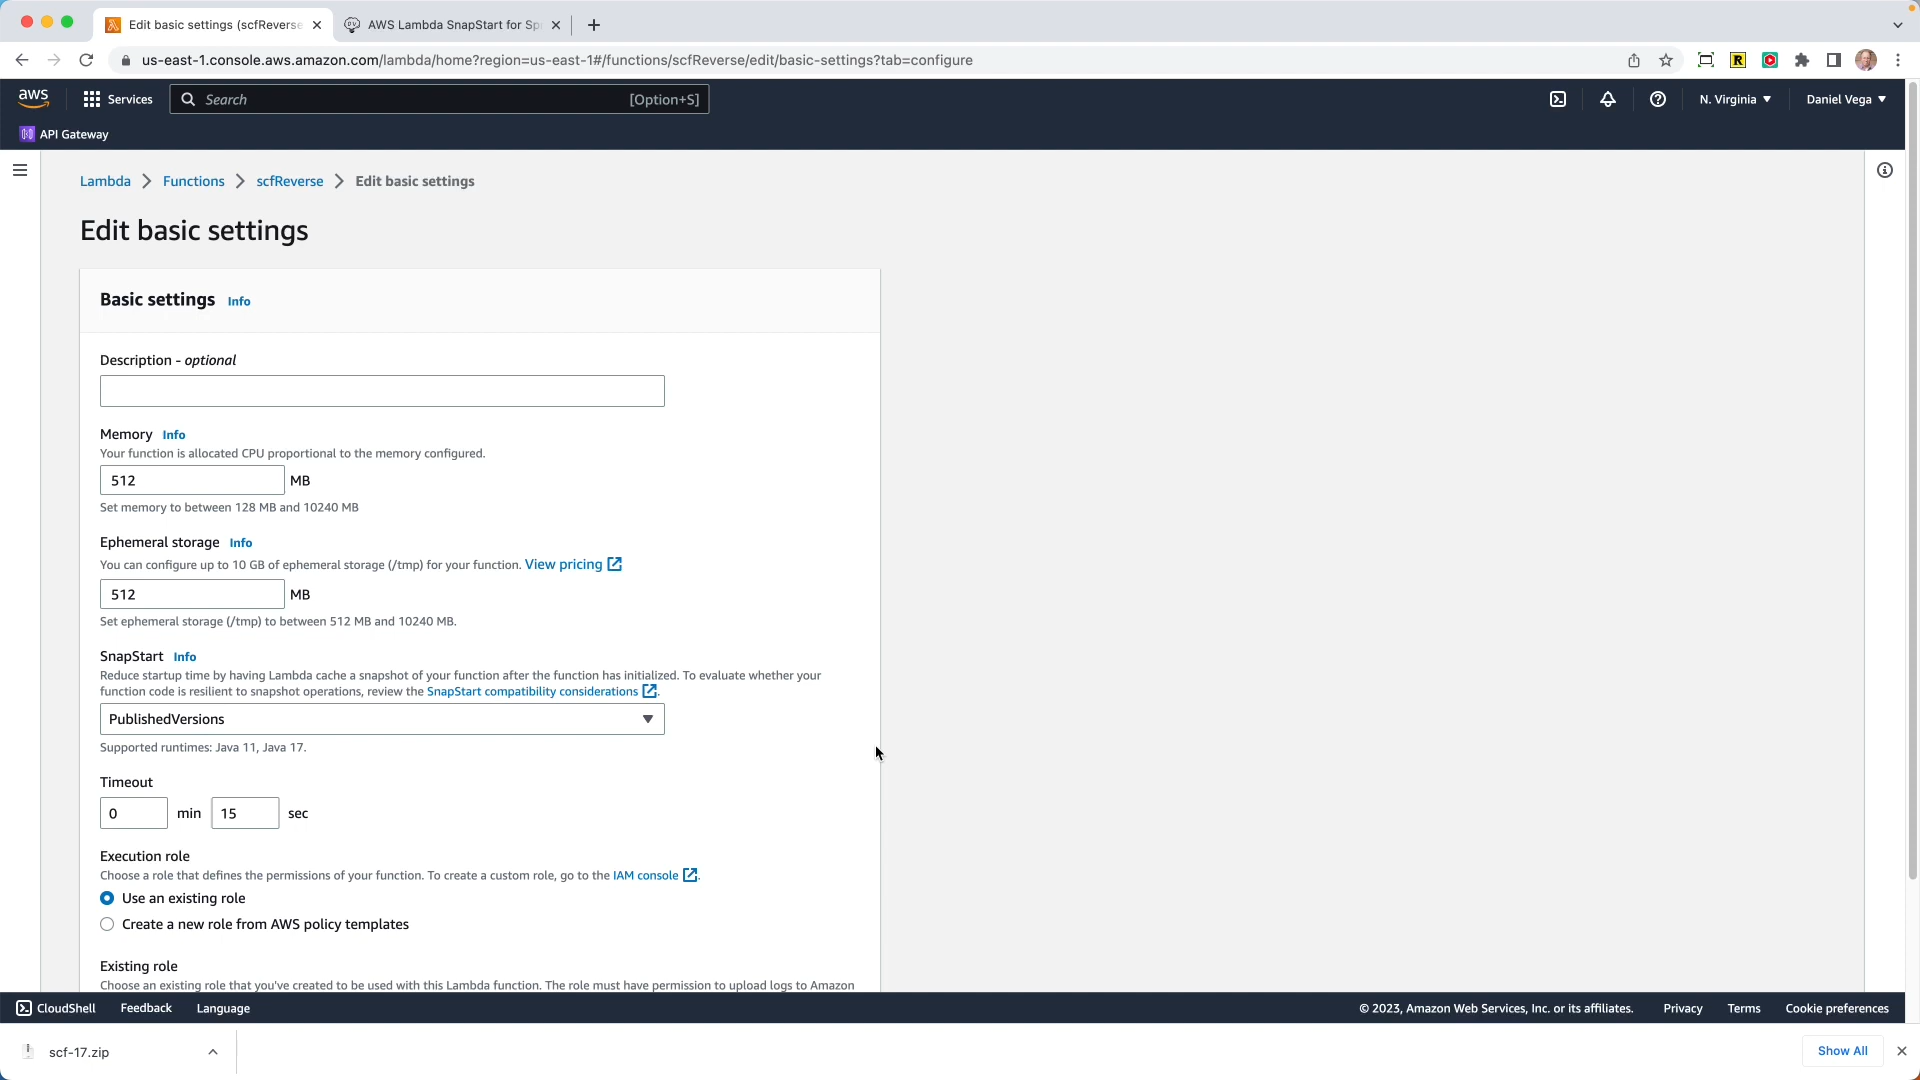 Edit basic settings (scfReverse
AWS Lambda SnapStart for Sp
us-east-1.console.aws.amazon.com/lambda/home?region=us-east-1#/functions/scfReverse/edit/basic-settings?tab=configure
R
aws
Services
Search
[Option+S]
N. Virginia
Daniel Vega
API Gateway
Lambda > Functions > scfReverse > Edit basic settings
Edit basic settings
Basic settings Info
Description - optional
Memory Info
Your function is allocated CPU proportional to the memory configured.
512 MB
Set memory to between 128 MB and 10240 MB
Ephemeral storage Info
You can configure up to 10 GB of ephemeral storage (/tmp) for your function. View pricing
512 MB
Set ephemeral storage (/tmp) to between 512 MB and 10240 MB.
SnapStart Info
Reduce startup time by having Lambda cache a snapshot of your function after the function has initialized. To evaluate whether your
function code is resilient to snapshot operations, review the SnapStart compatibility considerations.
PublishedVersions
Supported runtimes: Java 11, Java 17.
Timeout
0 min 15 sec
Execution role
Choose a role that defines the permissions of your function. To create a custom role, go to the IAM console.
Use an existing role
Create a new role from AWS policy templates
Existing role
Choose an existing role that you've created to be used with this Lambda function. The role must have permission to upload logs to Amazon
CloudShell
Feedback
Language
© 2023, Amazon Web Services, Inc. or its affiliates.
Privacy
Terms
Cookie preferences
scf-17.zip
Show All